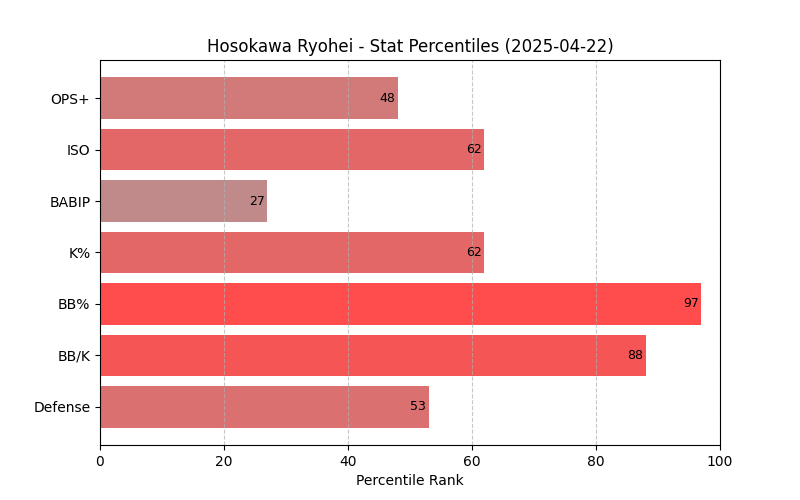 Hosokawa Ryohei - Stat Percentiles (2025-04-22)
OPS+ 48
ISO 62
BABIP 27
K% 62
BB% 97
BB/K 88
Defense 53
0 20 40 60 80 100
Percentile Rank